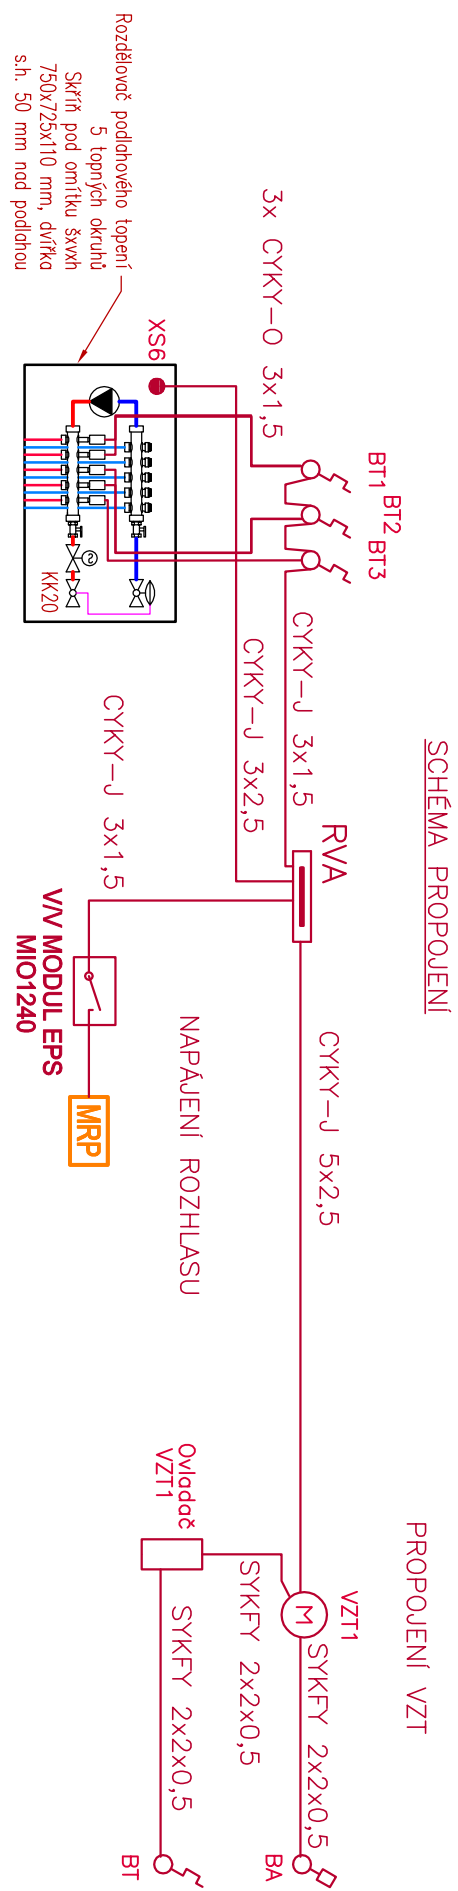 SCHÉMA PROPOJENÍ
PROPOJENÍ VZT
Rozdělovač podlahového topení
5 topných okruhů
Skříň pod omítku šxvxh
750x725x110 mm, dvířka
s.h. 50 mm nad podlahou
3x CYKY-O 3x1,5
XS6
KK20
BT1
BT2
BT3
CYKY-J 3x1,5
CYKY-J 3x2,5
CYKY-J 3x1,5
RVA
V/V MODUL EPS
MIO1240
MRP
NAPÁJENÍ ROZHLASU
CYKY-J 5x2,5
Ovladač
VZT1
VZT1
M
SYKFY 2x2x0,5
SYKFY 2x2x0,5
SYKFY 2x2x0,5
BA
BT